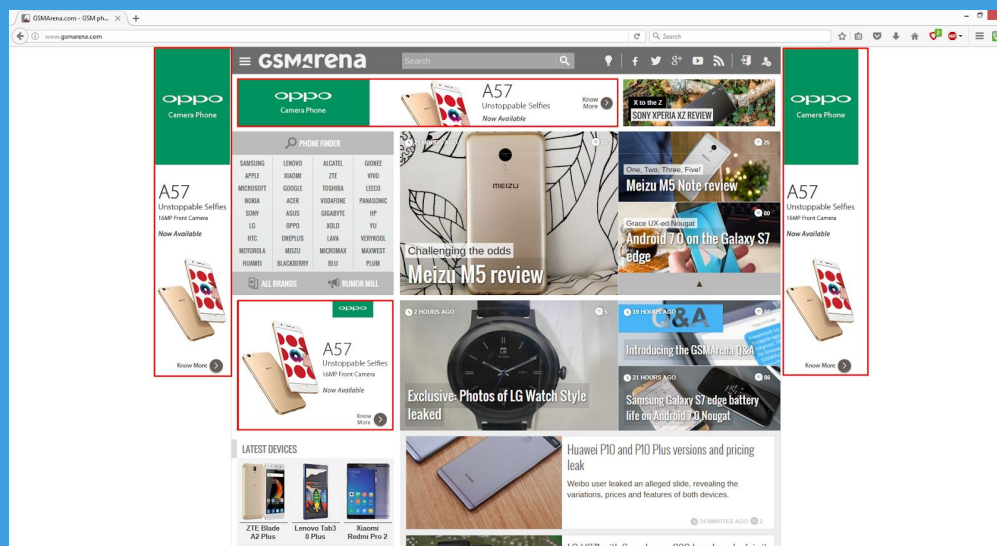 GSMArena.com - GSM ph...
www.gsmarena.com
Search
oppo
Camera Phone
A57
Unstoppable Selfies
16MP Front Camera
Now Available
Know More
GSMArena
Search
oppo
Camera Phone
A57
Unstoppable Selfies
Now Available
Know
More
X to the Z
SONY XPERIA XZ REVIEW
PHONE FINDER
SAMSUNG LENOVO ALCATEL GIONEE
APPLE XIAOMI ZTE VIVO
MICROSOFT GOOGLE TOSHIBA LEECO
NOKIA ACER VODAFONE PANASONIC
SONY ASUS GIGABYTE HP
LG OPPO XOLO YU
HTC ONEPLUS LAVA VERYKOOL
MOTOROLA MEIZU MICROMAX MAXWEST
HUAWEI BLACKBERRY BLU PLUM
ALL BRANDS RUMOR MILL
HOURS AGO
MEIZU
Challenging the odds
Meizu M5 review
26
One, Two, Three, Five!
Meizu M5 Note review
80
Grace UX-ed Nougat
Android 7.0 on the Galaxy S7
edge
oppo
A57
Unstoppable Selfies
16MP Front Camera
Now Available
Know
More
2 HOURS AGO
5
Exclusive: Photos of LG Watch Style
leaked
19 HOURS AGO
Q&A
Introducing the GSMArena Q&A
21 HOURS AGO
86
Samsung Galaxy S7 edge battery
life on Android 7.0 Nougat
LATEST DEVICES
ZTE Blade
A2 Plus
Lenovo Tab3
8 Plus
Xiaomi
Redmi Pro 2
Huawei P10 and P10 Plus versions and pricing
leak
Weibo user leaked an alleged slide, revealing the
variations, prices and features of both devices.
34 MINUTES AGO 2
oppo
Camera Phone
A57
Unstoppable Selfies
16MP Front Camera
Now Available
Know More